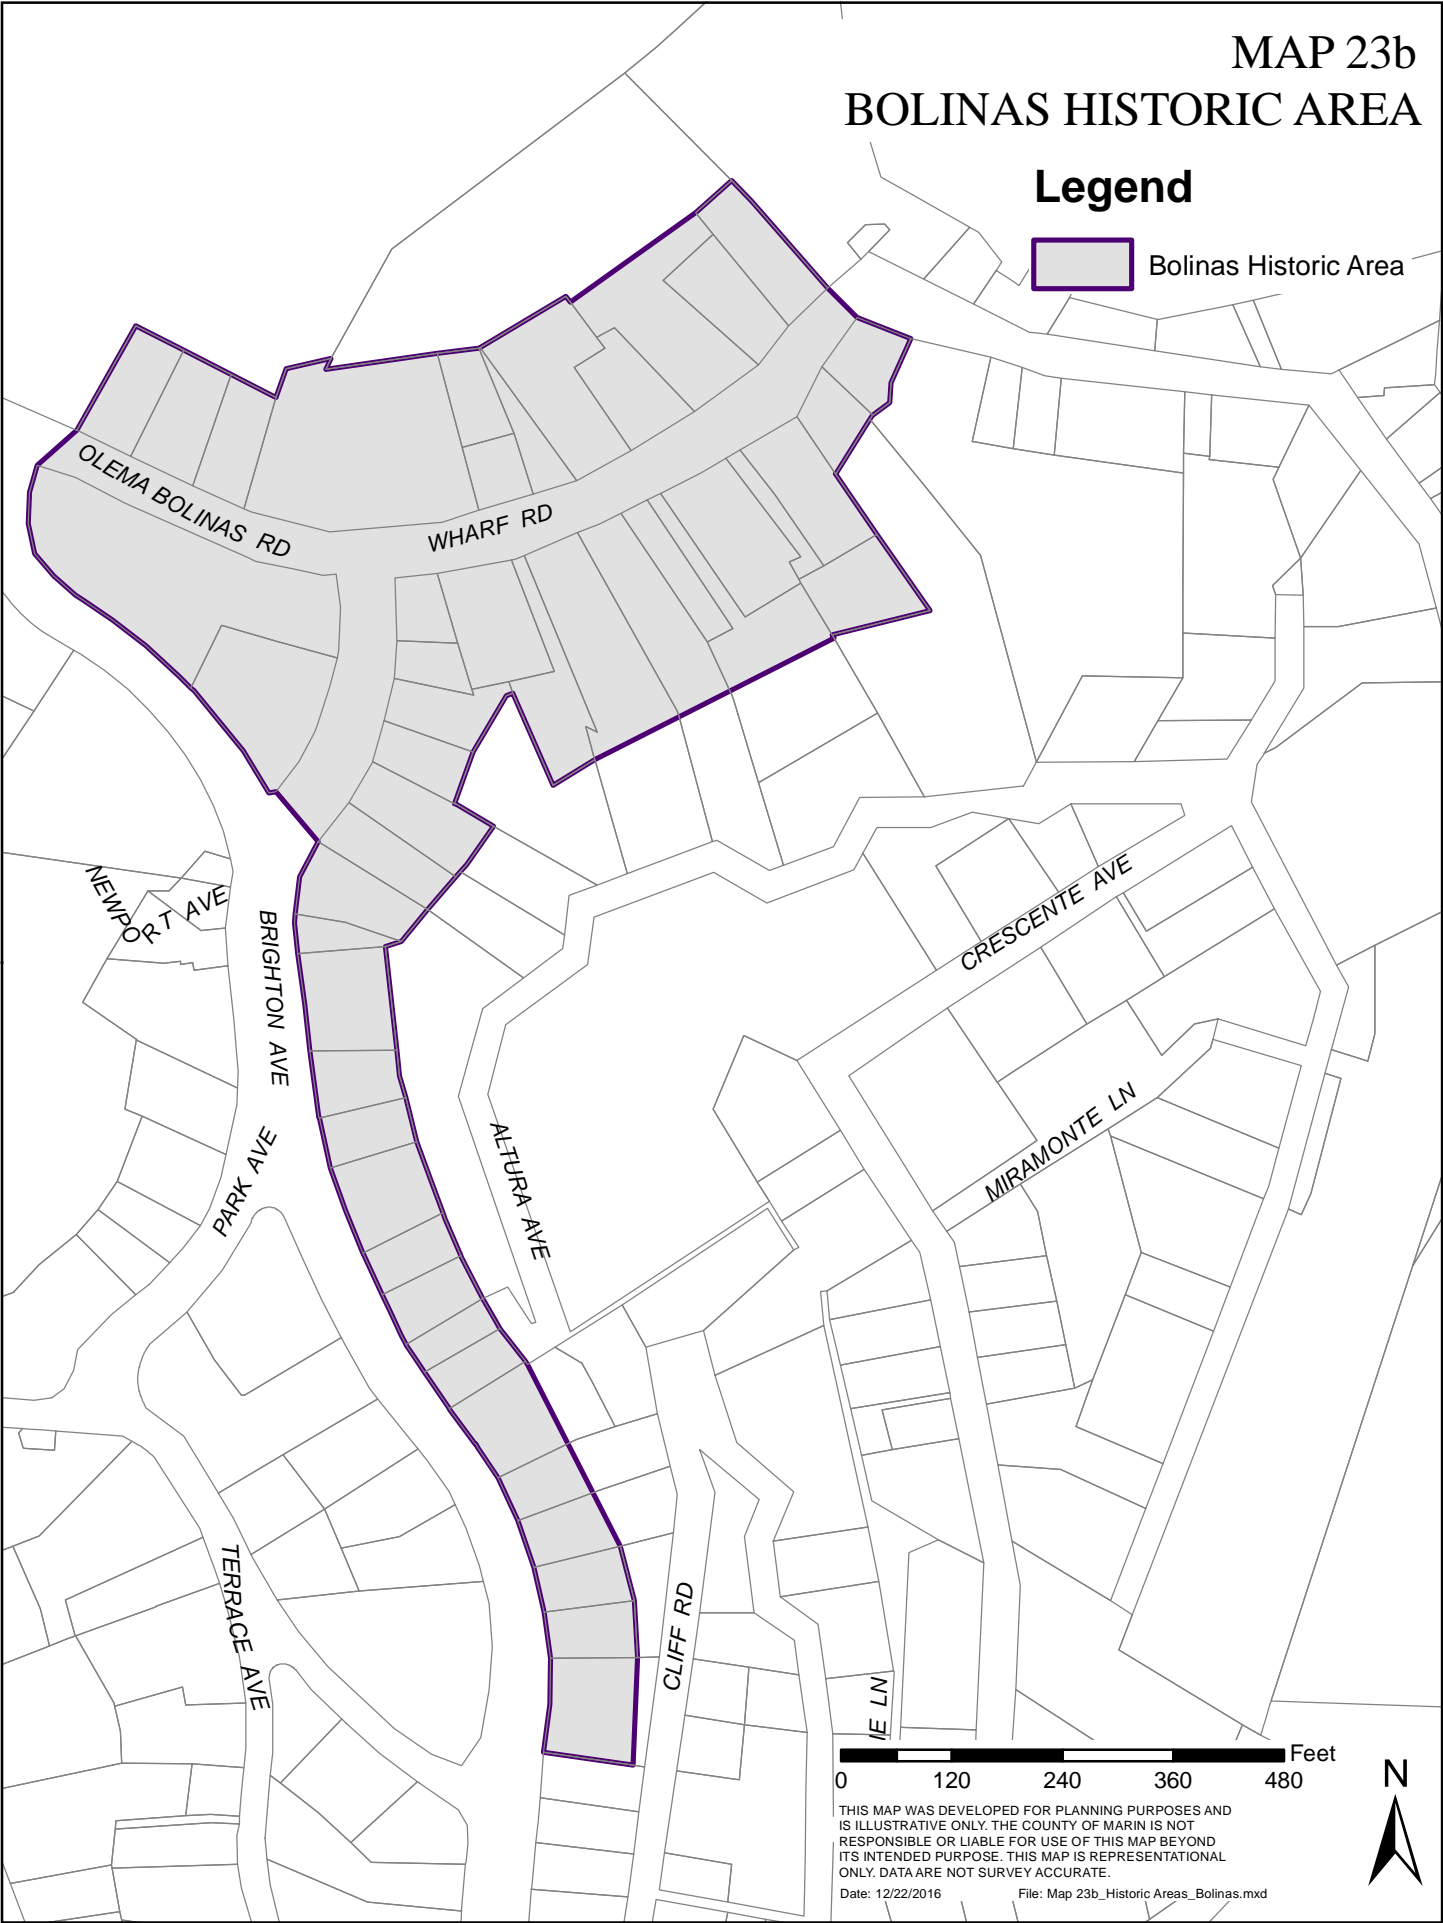 MAP 23b
BOLINAS HISTORIC AREA
Legend
Bolinas Historic Area
OLEMA BOLINAS RD
WHARF RD
NEWPORT AVE
BRIGHTON AVE
CRESCENTE AVE
PARK AVE
ALTURA AVE
MIRAMONTE LN
TERRACE AVE
CLIFF RD
IE LN
Feet
0 120 240 360 480
N
THIS MAP WAS DEVELOPED FOR PLANNING PURPOSES AND
IS ILLUSTRATIVE ONLY. THE COUNTY OF MARIN IS NOT
RESPONSIBLE OR LIABLE FOR USE OF THIS MAP BEYOND
ITS INTENDED PURPOSE. THIS MAP IS REPRESENTATIONAL
ONLY. DATA ARE NOT SURVEY ACCURATE.
Date: 12/22/2016 File: Map 23b_Historic Areas_Bolinas.mxd